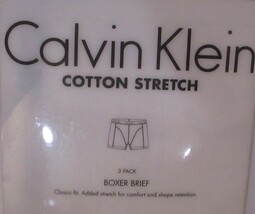 Calvin Klein
COTTON STRETCH
3 PACK
BOXER BRIEF
Classic fit. Added stretch for comfort and shape retention.